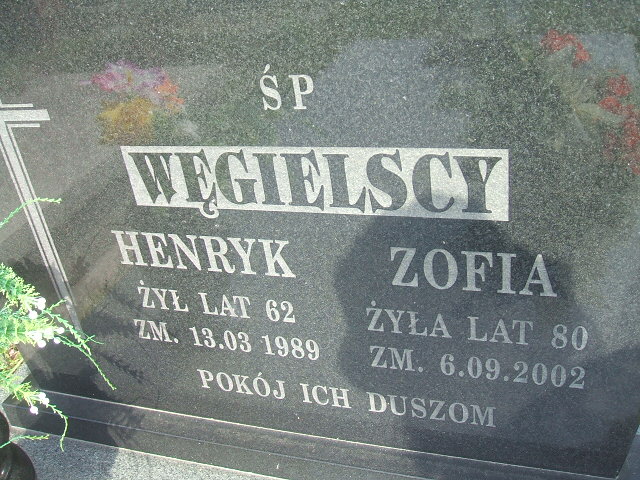 ŚP
WĘGIELSCY
HENRYK
ŻYŁ LAT 62
ZM. 13.03 1989
ZOFIA
ŻYŁA LAT 80
ZM. 6.09.2002
POKÓJ ICH DUSZOM